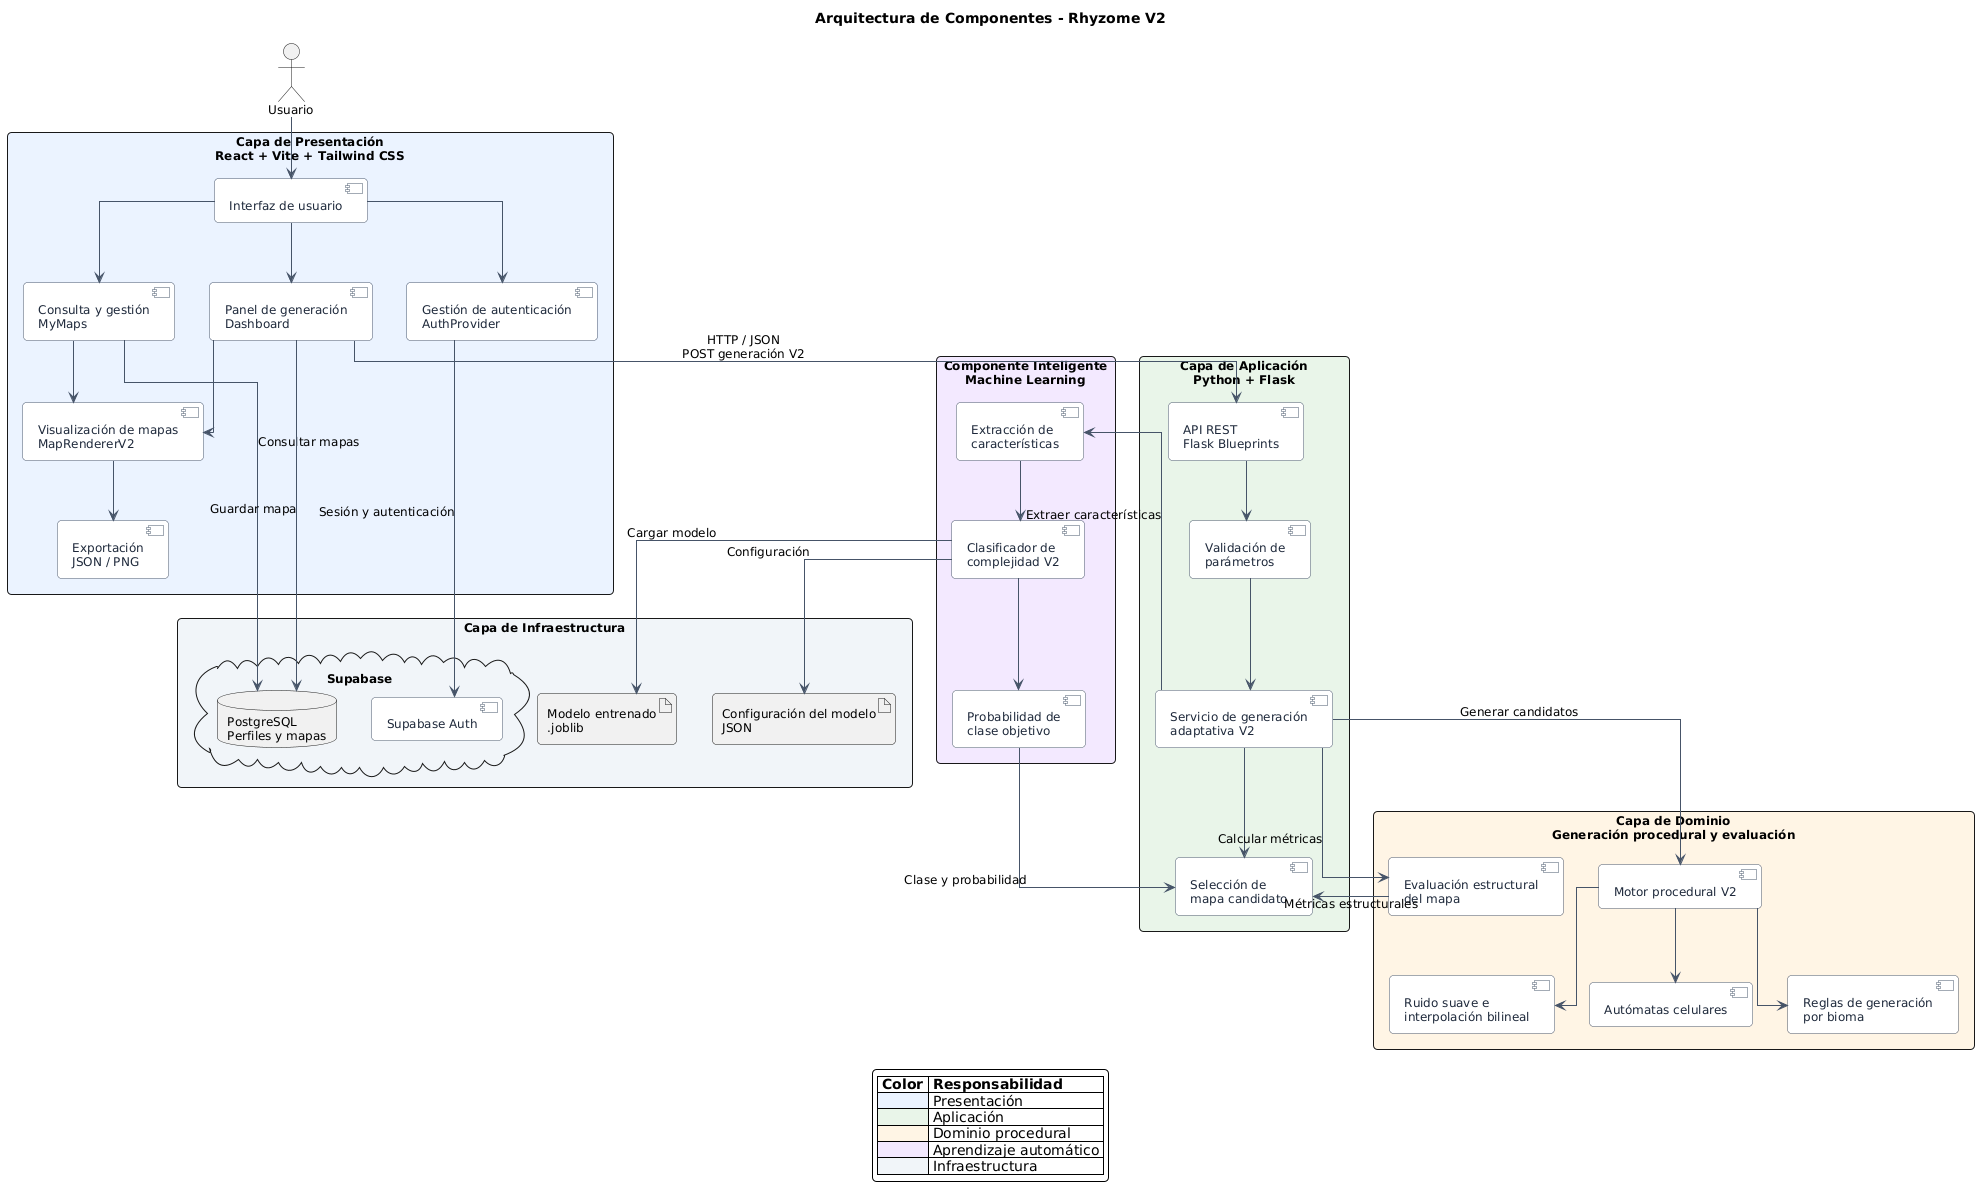 Arquitectura de Componentes - Rhyzome V2
Usuario
Capa de Presentación
React + Vite + Tailwind CSS
Interfaz de usuario
Consulta y gestión
MyMaps
Panel de generación
Dashboard
Gestión de autenticación
AuthProvider
HTTP / JSON
POST generación V2
Visualización de mapas
MapRendererV2
Consultar mapas
Guardar mapa
Sesión y autenticación
Exportación
JSON / PNG
Componente Inteligente
Machine Learning
Extracción de
características
Extraer características
Clasificador de
complejidad V2
Cargar modelo
Configuración
Probabilidad de
clase objetivo
Capa de Aplicación
Python + Flask
API REST
Flask Blueprints
Validación de
parámetros
Servicio de generación
adaptativa V2
Generar candidatos
Calcular métricas
Selección de
mapa candidato
Clase y probabilidad
Métricas estructurales
Capa de Infraestructura
Supabase
PostgreSQL
Perfiles y mapas
Supabase Auth
Modelo entrenado
.joblib
Configuración del modelo
JSON
Capa de Dominio
Generación procedural y evaluación
Evaluación estructural
del mapa
Motor procedural V2
Ruido suave e
interpolación bilineal
Autómatas celulares
Reglas de generación
por bioma
Color Responsabilidad
Presentación
Aplicación
Dominio procedural
Aprendizaje automático
Infraestructura